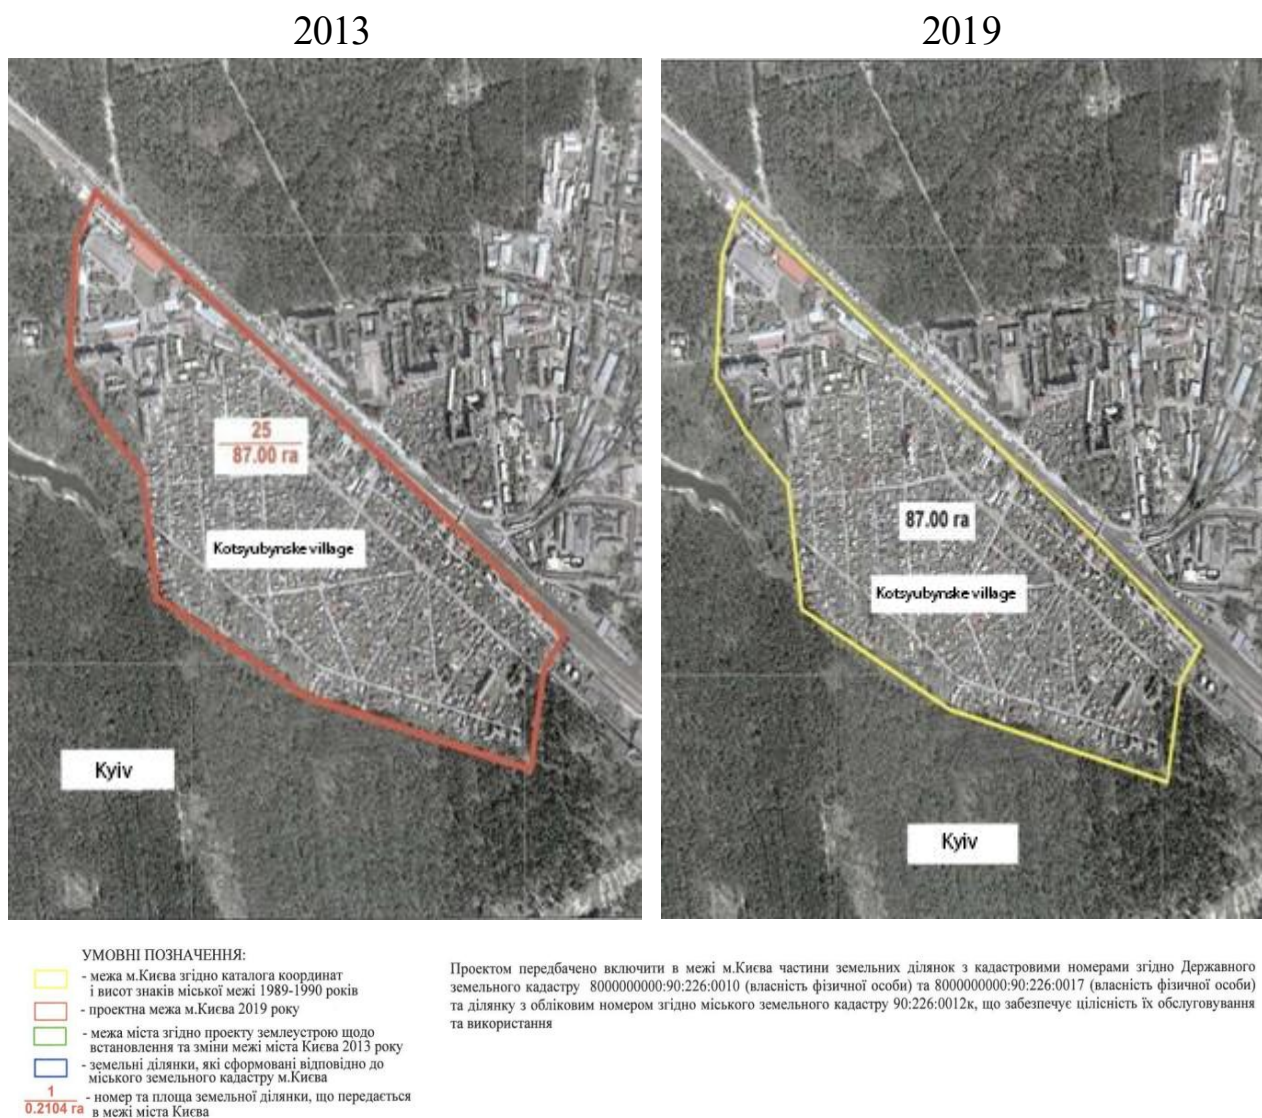 2013
2019
25
87.00 га
Kotsyubynske village
Kyiv
87.00 га
Kotsyubynske village
Kyiv
УМОВНІ ПОЗНАЧЕННЯ:
- межа м.Києва згідно каталога координат
і висот знаків міської межі 1989-1990 років
- проектна межа м.Києва 2019 року
- межа міста згідно проекту землеустрою щодо
встановлення та зміни межі міста Києва 2013 року
- земельні ділянки, які сформовані відповідно до
міського земельного кадастру м.Києва
1
0.2104 га
- номер та площа земельної ділянки, що передається
в межі міста Києва
Проектом передбачено включити в межі м.Києва частини земельних ділянок з кадастровими номерами згідно Державного
земельного кадастру 8000000000:90:226:0010 (власність фізичної особи) та 8000000000:90:226:0017 (власність фізичної особи)
та ділянку з обліковим номером згідно міського земельного кадастру 90:226:0012к, що забезпечує цілісність їх обслуговування
та використання